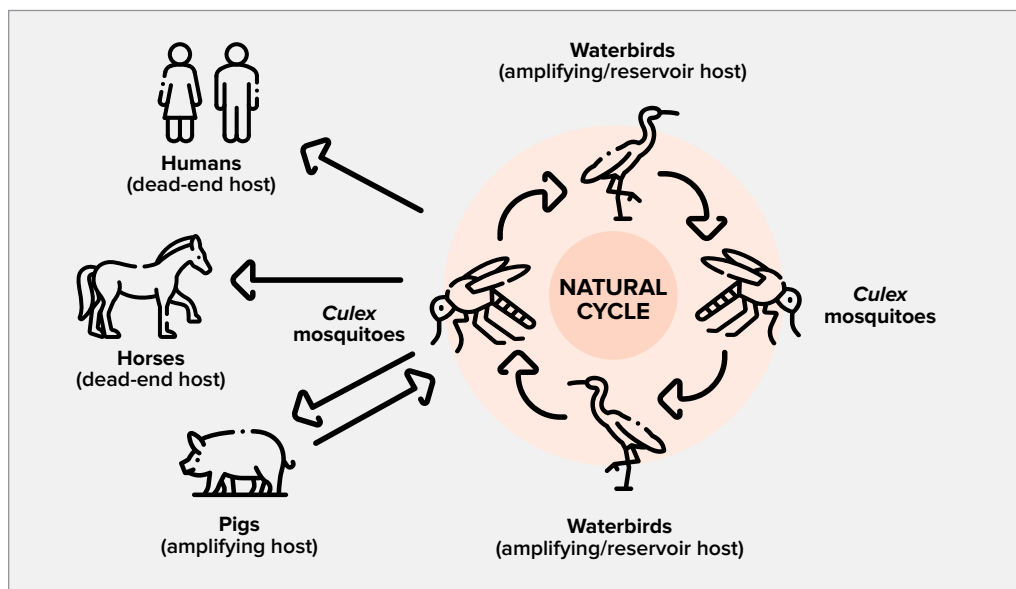 Waterbirds
(amplifying/reservoir host)
Humans
(dead-end host)
NATURAL
CYCLE
Culex
mosquitoes
Culex
mosquitoes
Horses
(dead-end host)
Pigs
(amplifying host)
Waterbirds
(amplifying/reservoir host)